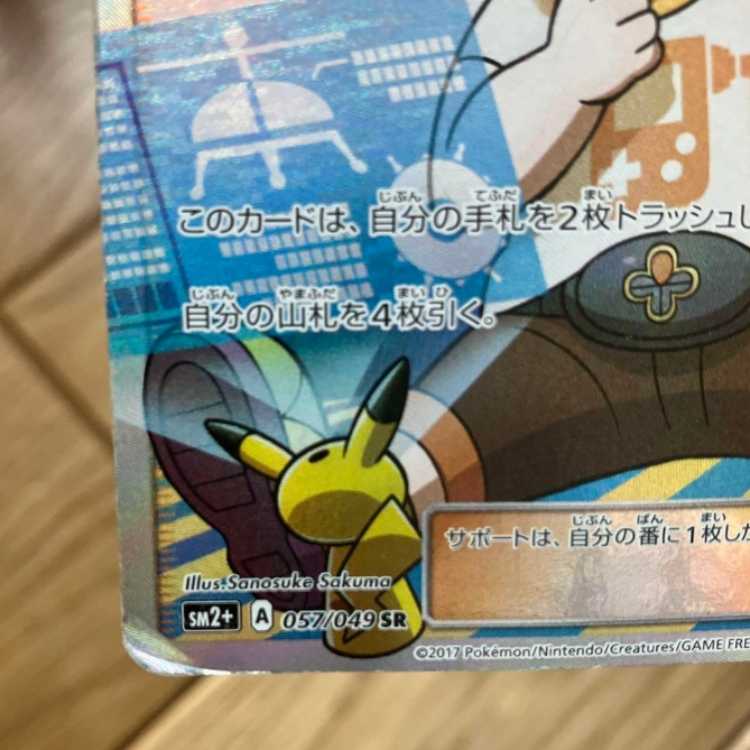 このカードは、自分の手札を2枚トラッシュし
自分の山札を4枚引く。
サポートは、自分の番に1枚しか
Illus. Sanosuke Sakuma
SM2+ A 057/049 SR
©2017 Pokémon/Nintendo/Creatures/GAME FRE